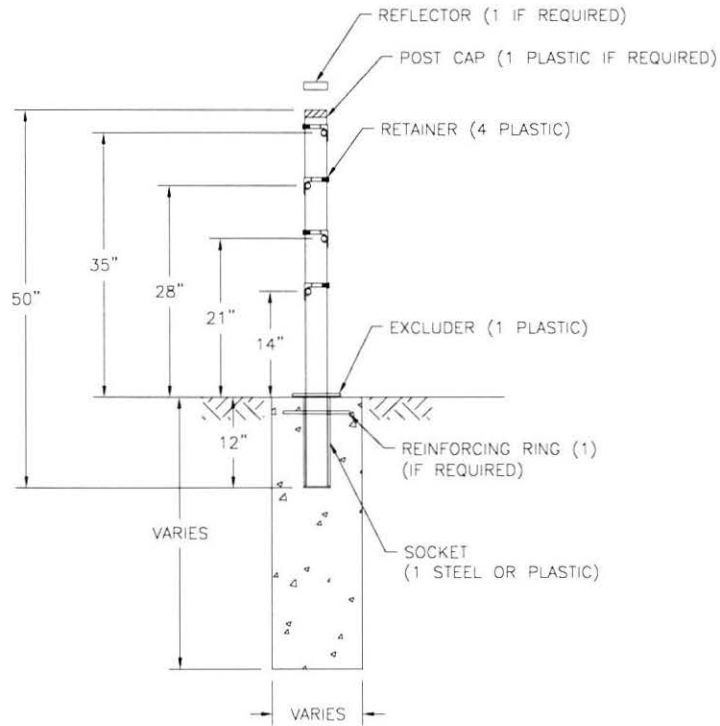 REFLECTOR (1 IF REQUIRED)
POST CAP (1 PLASTIC IF REQUIRED)
RETAINER (4 PLASTIC)
35"
28"
50"
21"
14"
EXCLUDER (1 PLASTIC)
12"
REINFORCING RING (1)
(IF REQUIRED)
VARIES
SOCKET
(1 STEEL OR PLASTIC)
VARIES